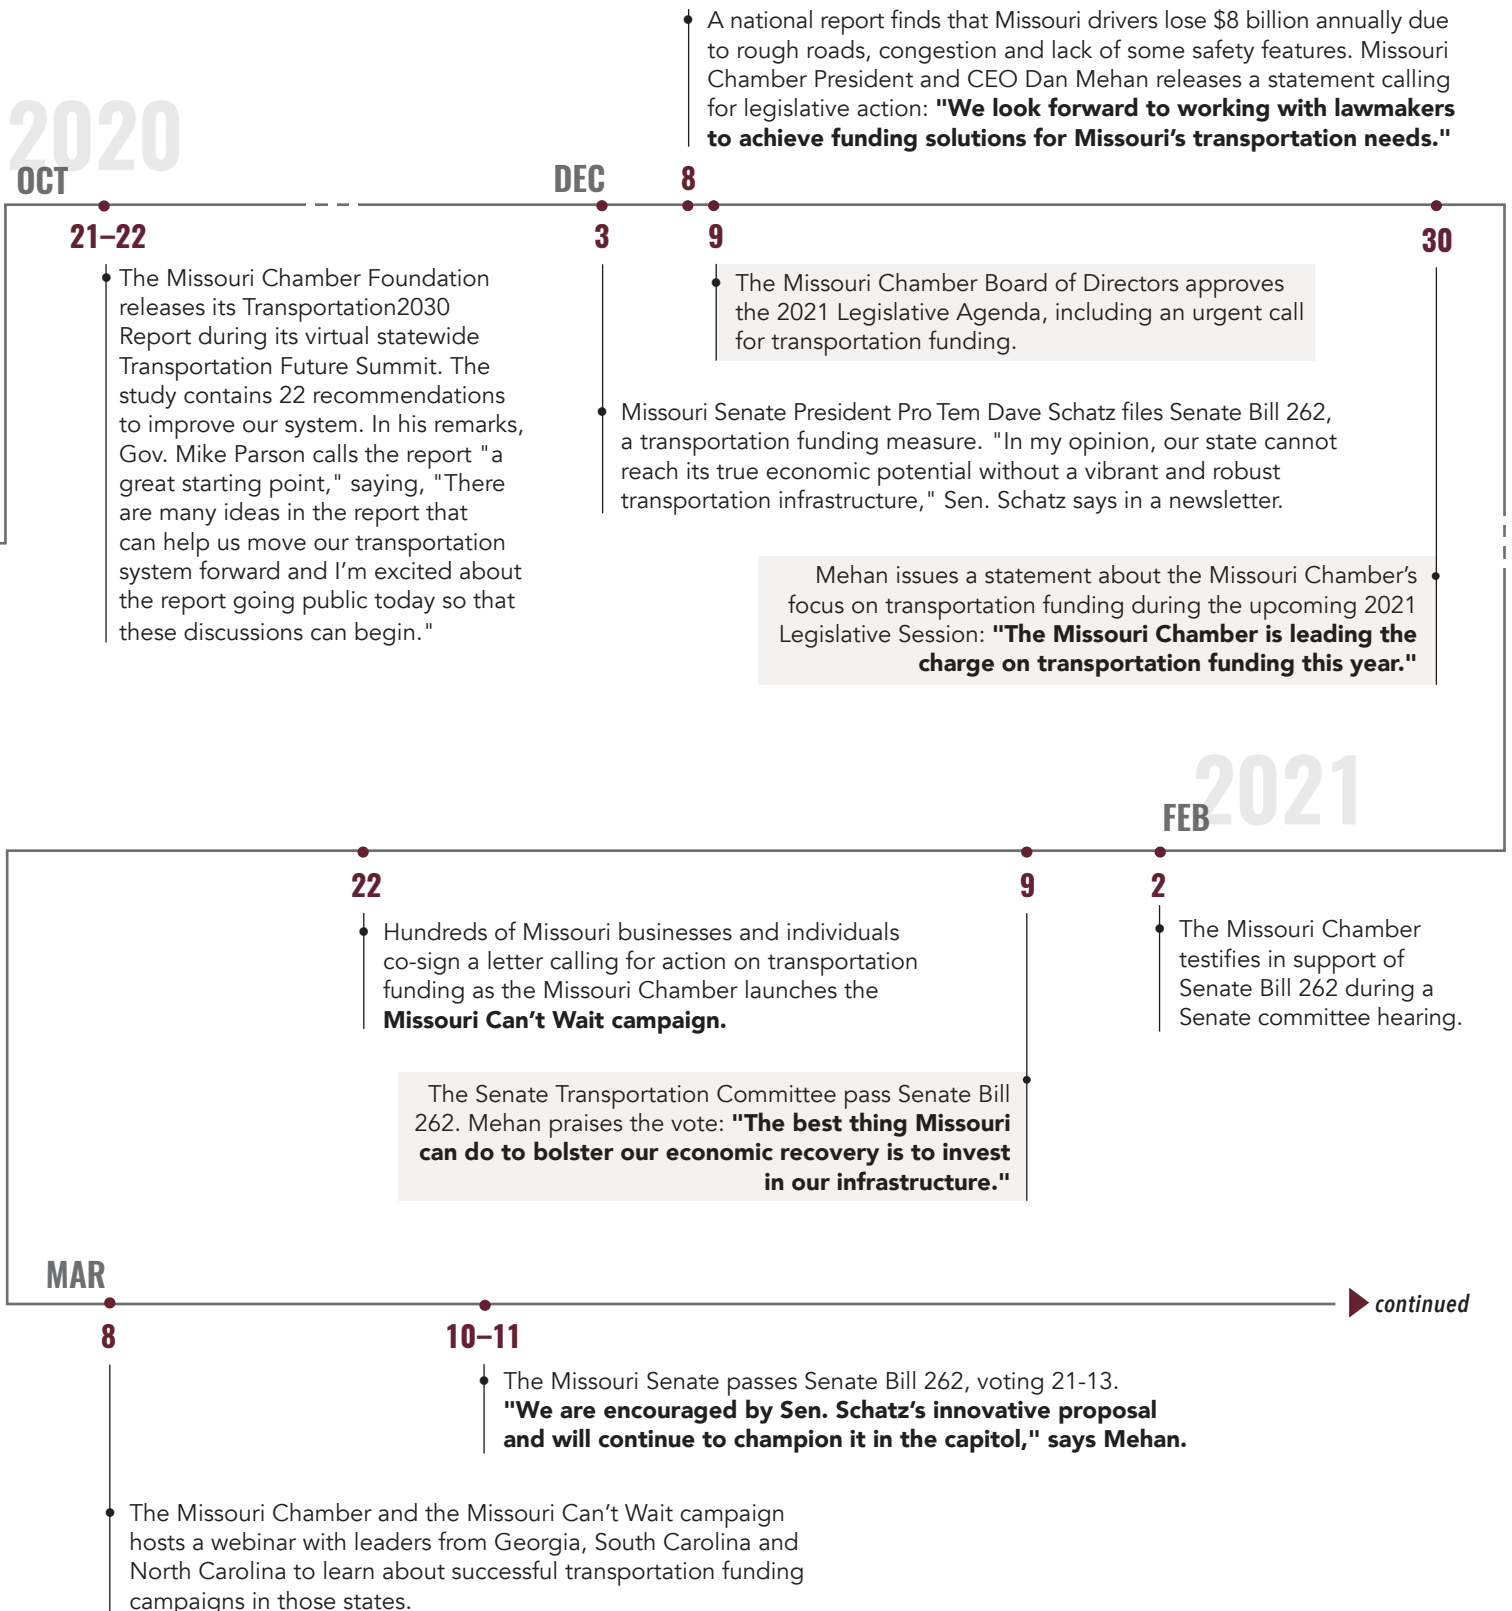 A national report finds that Missouri drivers lose $8 billion annually due
to rough roads, congestion and lack of some safety features. Missouri
Chamber President and CEO Dan Mehan releases a statement calling
for legislative action: "We look forward to working with lawmakers
to achieve funding solutions for Missouri's transportation needs."
2020
OCT
DEC
8
21–22
3
9
30
The Missouri Chamber Foundation
releases its Transportation2030
Report during its virtual statewide
Transportation Future Summit. The
study contains 22 recommendations
to improve our system. In his remarks,
Gov. Mike Parson calls the report "a
great starting point," saying, "There
are many ideas in the report that
can help us move our transportation
system forward and I'm excited about
the report going public today so that
these discussions can begin."
The Missouri Chamber Board of Directors approves
the 2021 Legislative Agenda, including an urgent call
for transportation funding.
Missouri Senate President Pro Tem Dave Schatz files Senate Bill 262,
a transportation funding measure. "In my opinion, our state cannot
reach its true economic potential without a vibrant and robust
transportation infrastructure," Sen. Schatz says in a newsletter.
Mehan issues a statement about the Missouri Chamber's
focus on transportation funding during the upcoming 2021
Legislative Session: "The Missouri Chamber is leading the
charge on transportation funding this year."
2021
FEB
22
9
2
Hundreds of Missouri businesses and individuals
co-sign a letter calling for action on transportation
funding as the Missouri Chamber launches the
Missouri Can't Wait campaign.
The Missouri Chamber
testifies in support of
Senate Bill 262 during a
Senate committee hearing.
The Senate Transportation Committee pass Senate Bill
262. Mehan praises the vote: "The best thing Missouri
can do to bolster our economic recovery is to invest
in our infrastructure."
MAR
continued
8
10–11
The Missouri Senate passes Senate Bill 262, voting 21-13.
"We are encouraged by Sen. Schatz's innovative proposal
and will continue to champion it in the capitol," says Mehan.
The Missouri Chamber and the Missouri Can't Wait campaign
hosts a webinar with leaders from Georgia, South Carolina and
North Carolina to learn about successful transportation funding
campaigns in those states.